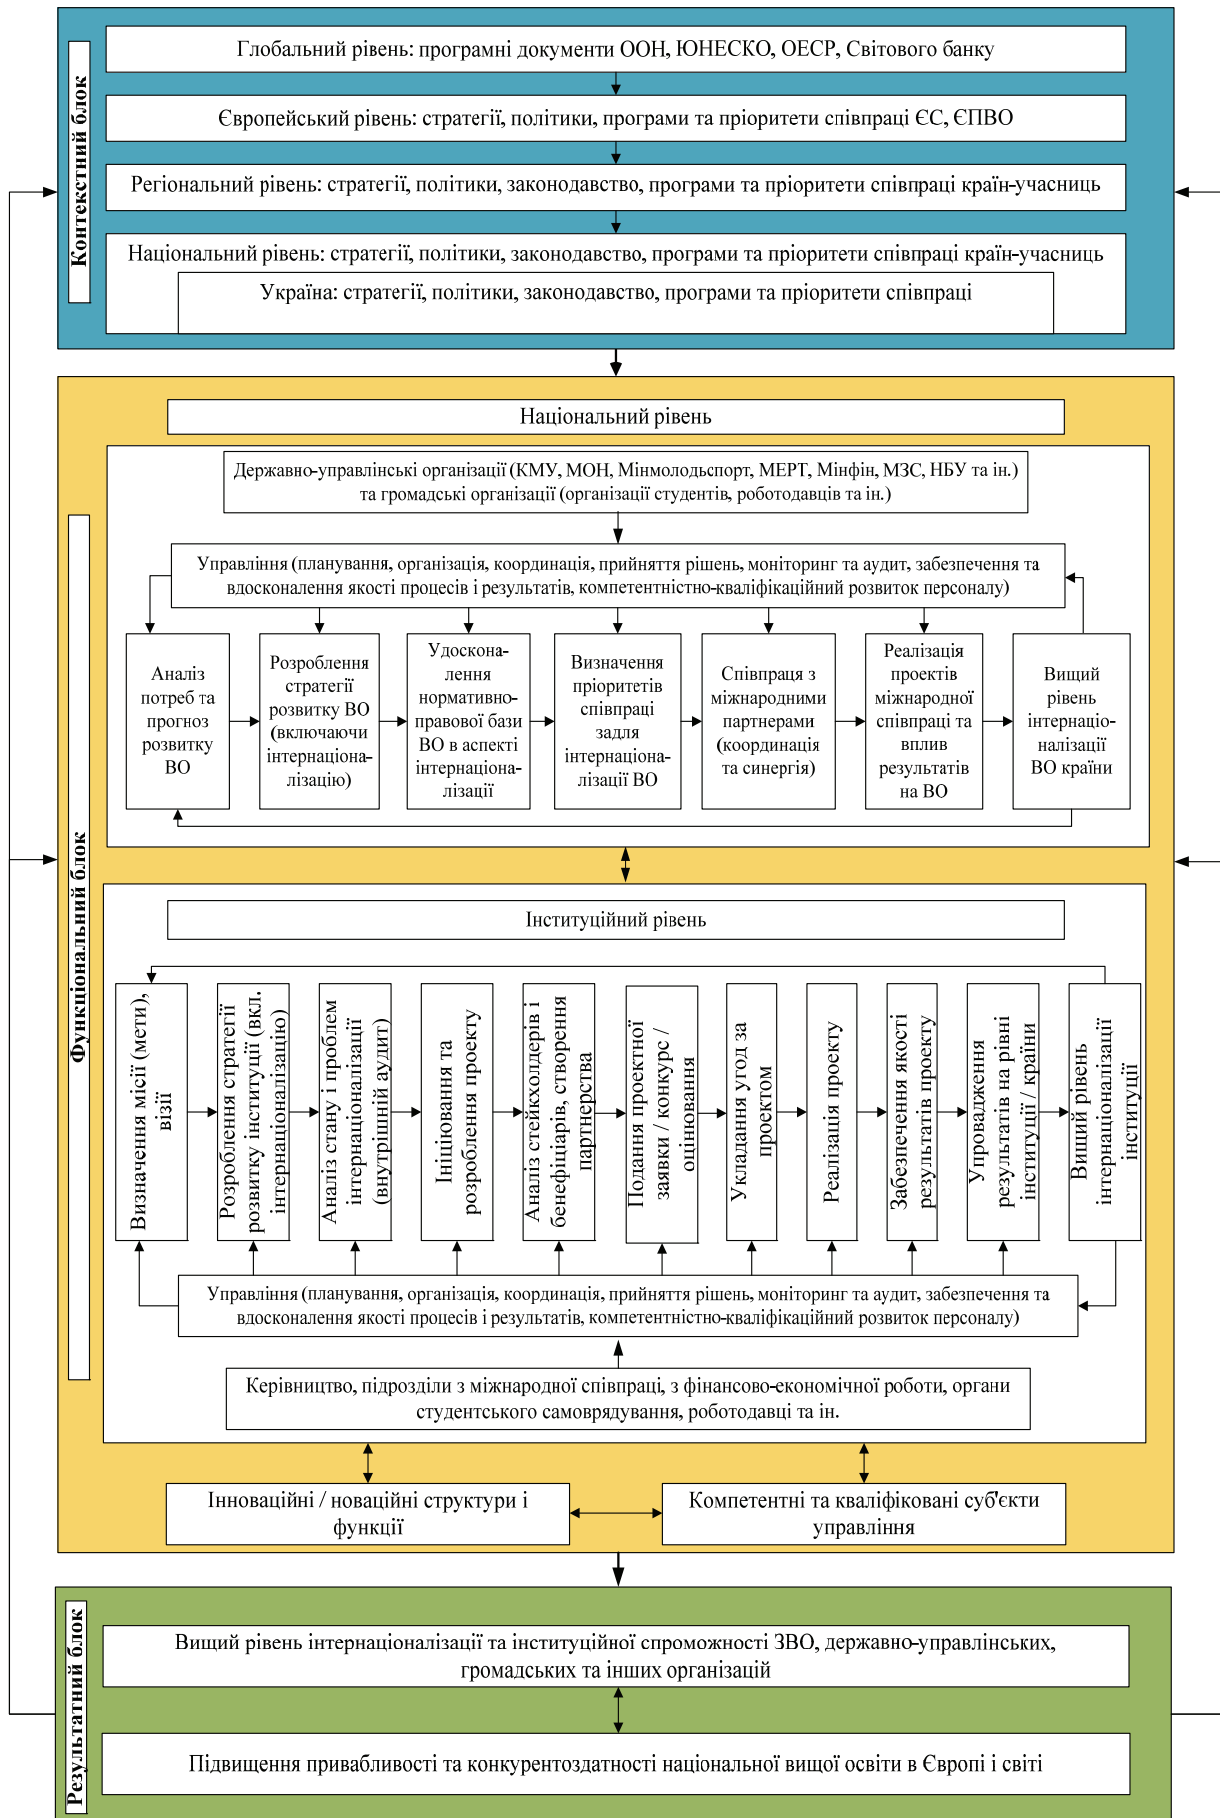 Контекстний блок
Глобальний рівень: програмні документи ООН, ЮНЕСКО, ОЕСР, Світового банку
Європейський рівень: стратегії, політики, програми та пріоритети співпраці ЄС, ЄПВО
Регіональний рівень: стратегії, політики, законодавство, програми та пріоритети співпраці країн-учасниць
Національний рівень: стратегії, політики, законодавство, програми та пріоритети співпраці країн-учасниць
Україна: стратегії, політики, законодавство, програми та пріоритети співпраці
Функціональний блок
Національний рівень
Державно-управлінські організації (КМУ, МОН, Мінмолодьспорт, МЕРТ, Мінфін, МЗС, НБУ та ін.)
та громадські організації (організації студентів, роботодавців та ін.)
Управління (планування, організація, координація, прийняття рішень, моніторинг та аудит, забезпечення та
вдосконалення якості процесів і результатів, компетентністно-кваліфікаційний розвиток персоналу)
Аналіз
потреб та
прогноз
розвитку
ВО
Розроблення
стратегії
розвитку ВО
(включаючи
інтернаціона-
лізацію)
Удоскона-
лення
нормативно-
правової бази
ВО в аспекті
інтернаціона-
лізації
Визначення
пріоритетів
співпраці
задля
інтернаціона-
лізації ВО
Співпраця з
міжнародними
партнерами
(координація
та синергія)
Реалізація
проектів
міжнародної
співпраці та
вплив
результатів
на ВО
Вищий
рівень
інтернаціо-
налізації
ВО країни
Інституційний рівень
Визначення місії (мети),
візії
Розроблення стратегії
розвитку інституції (вкл.
інтернаціоналізацію)
Аналіз стану і проблем
інтернаціоналізації
(внутрішній аудит)
Ініціювання та
розроблення проекту
Аналіз стейкхолдерів і
бенефіціарів, створення
партнерства
Подання проектної
заявки / конкурс /
оцінювання
Укладання угод за
проектом
Реалізація проекту
Забезпечення якості
результатів проекту
Упровадження
результатів на рівні
інституції / країни
Вищий рівень
інтернаціоналізації
інституції
Управління (планування, організація, координація, прийняття рішень, моніторинг та аудит, забезпечення та
вдосконалення якості процесів і результатів, компетентністно-кваліфікаційний розвиток персоналу)
Керівництво, підрозділи з міжнародної співпраці, з фінансово-економічної роботи, органи
студентського самоврядування, роботодавці та ін.
Інноваційні / новаційні структури і
функції
Компетентні та кваліфіковані суб'єкти
управління
Результатний блок
Вищий рівень інтернаціоналізації та інституційної спроможності ЗВО, державно-управлінських,
громадських та інших організацій
Підвищення привабливості та конкурентоздатності національної вищої освіти в Європі і світі